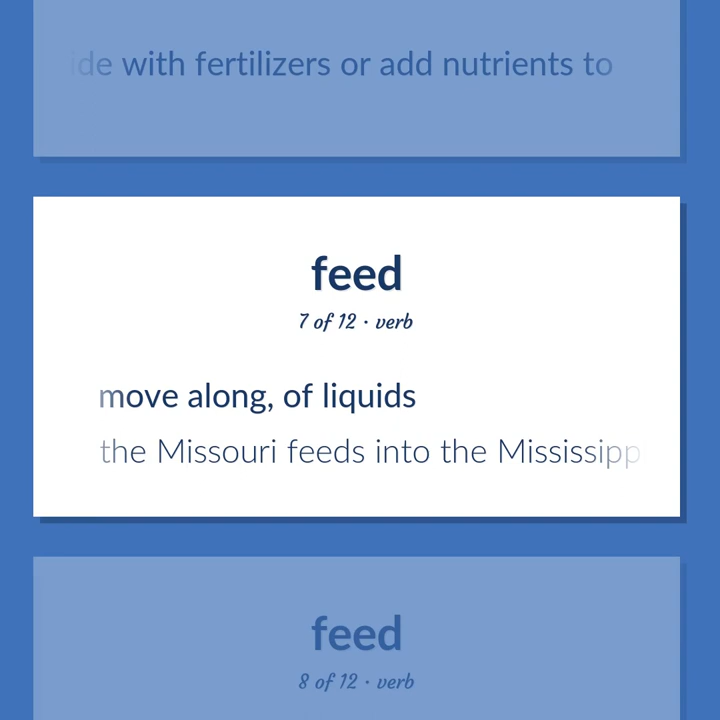 ide with fertilizers or add nutrients to
feed
7 of 12 · verb
move along, of liquids
the Missouri feeds into the Mississipp
feed
8 of 12 · verb